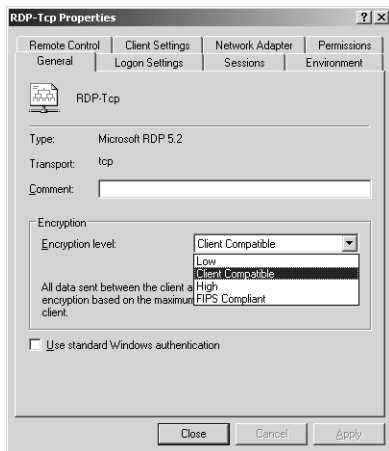 RDP-Tcp Properties ? X
Remote Control Client Settings Network Adapter Permissions
General Logon Settings Sessions Environment
RDP-Tcp
Type: Microsoft RDP 5.2
Transport: tcp
Comment:
Encryption
Encryption level: Client Compatible
Low
Client Compatible
High
FIPS Compliant
All data sent between the client a
encryption based on the maximum
client.
Use standard Windows authentication
Close Cancel Apply